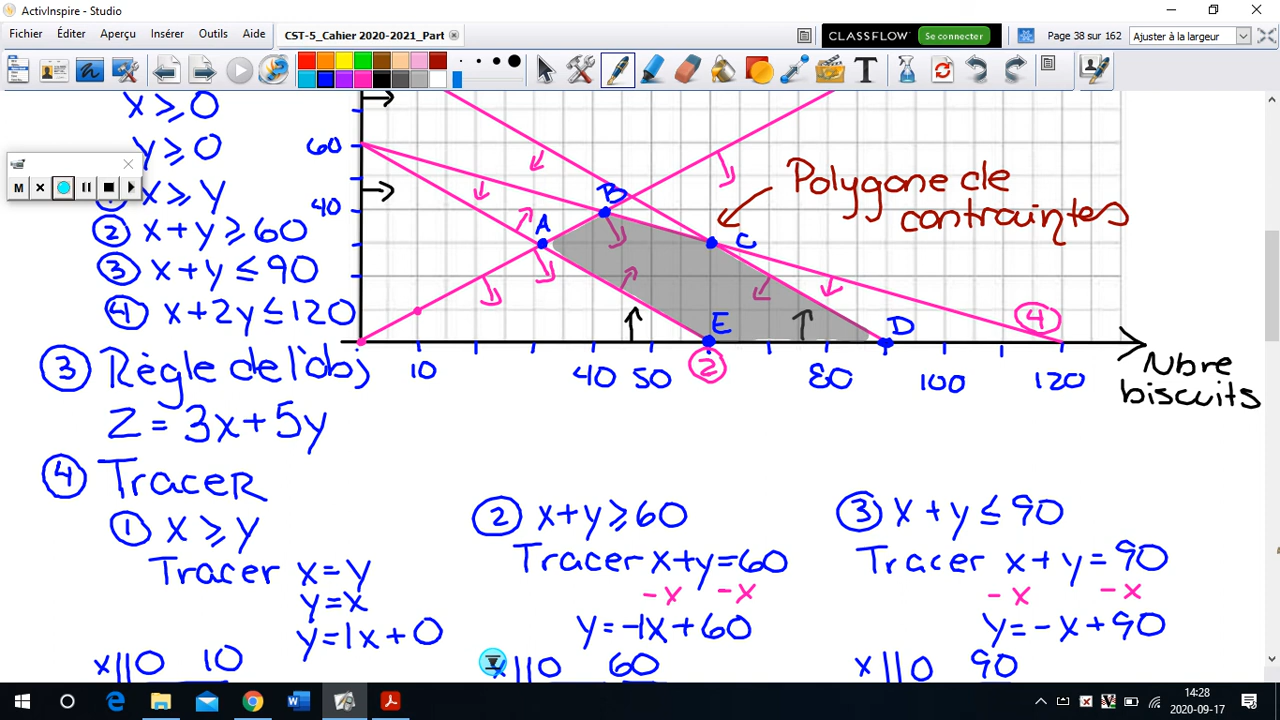 ActivInspire - Studio
Fichier Éditer Aperçu Insérer Outils Aide
CST-5_Cahier 2020-2021_Part
CLASSFLOW Se connecter
Page 38 sur 162
Ajuster à la largeur
M
x ≥ 0
y ≥ 0
x ≥ y
② x + y ≥ 60
③ x + y ≤ 90
④ x + 2y ≤ 120
60
40
A
B
C
D
E
Polygone de
contraintes
④
②
10 40 50 80 100 120
Nbre
biscuits
③ Règle de l'obj
Z = 3x + 5y
④ Tracer
① x ≥ y
Tracer x = y
y = x
y = 1x + 0
x || 0 10
② x + y ≥ 60
Tracer x + y = 60
- x - x
y = -1x + 60
x || 0 60
③ x + y ≤ 90
Tracer x + y = 90
- x - x
y = -x + 90
x || 0 90
14:28
2020-09-17